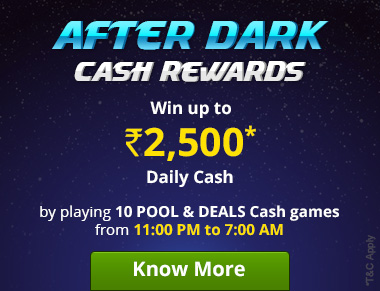 AFTER DARK
CASH REWARDS
Win up to
₹2,500*
Daily Cash
by playing 10 POOL & DEALS Cash games
from 11:00 PM to 7:00 AM
Know More
*T&C Apply